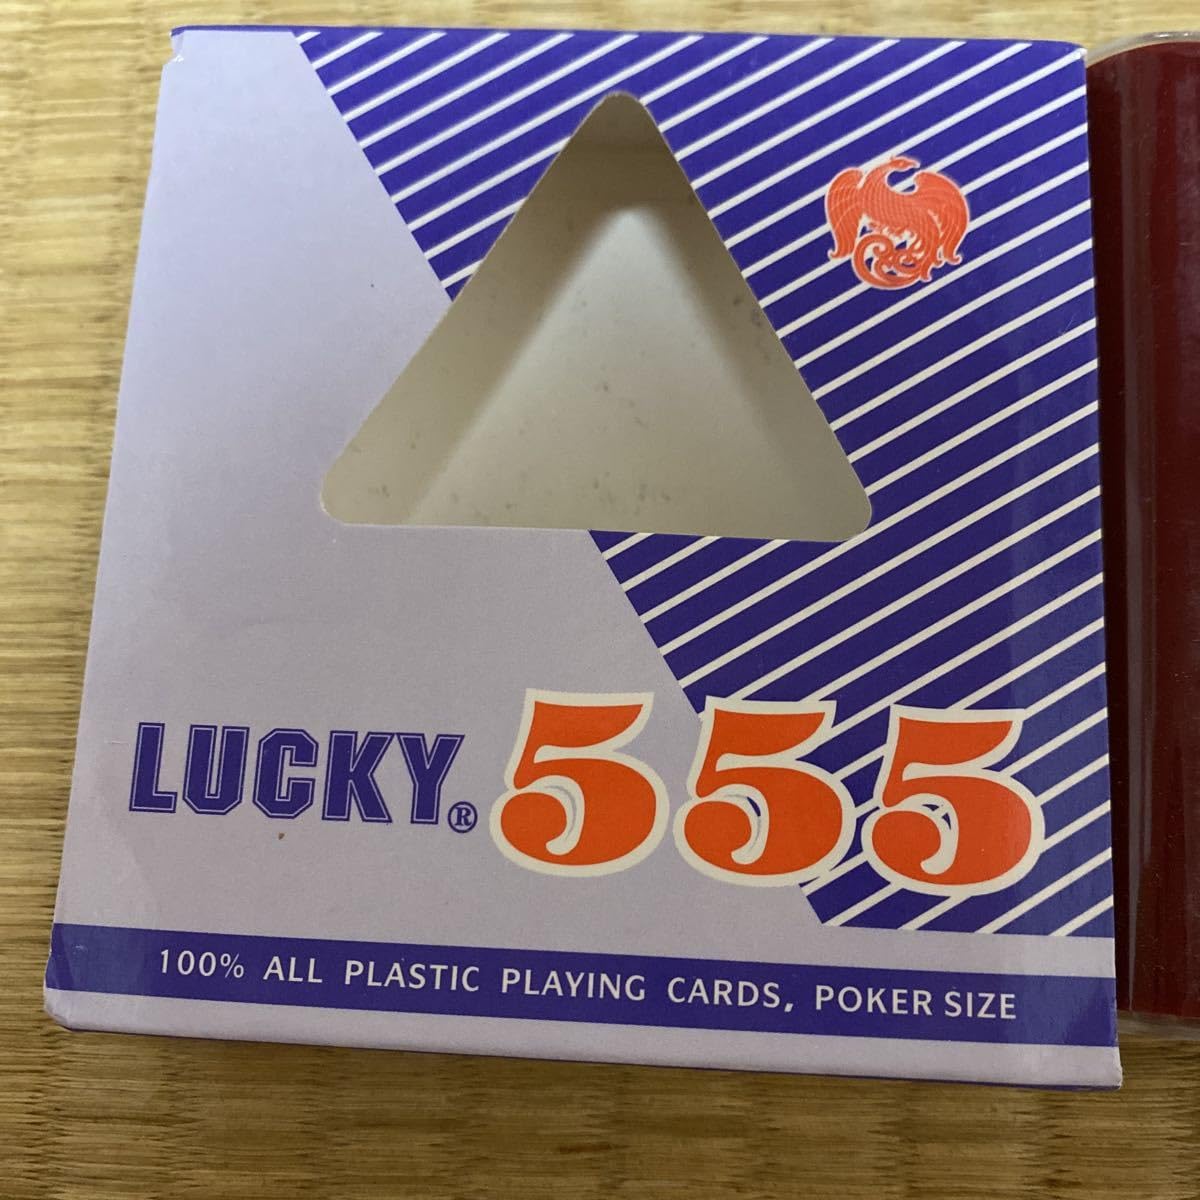 LUCKY® 555
100% ALL PLASTIC PLAYING CARDS, POKER SIZE